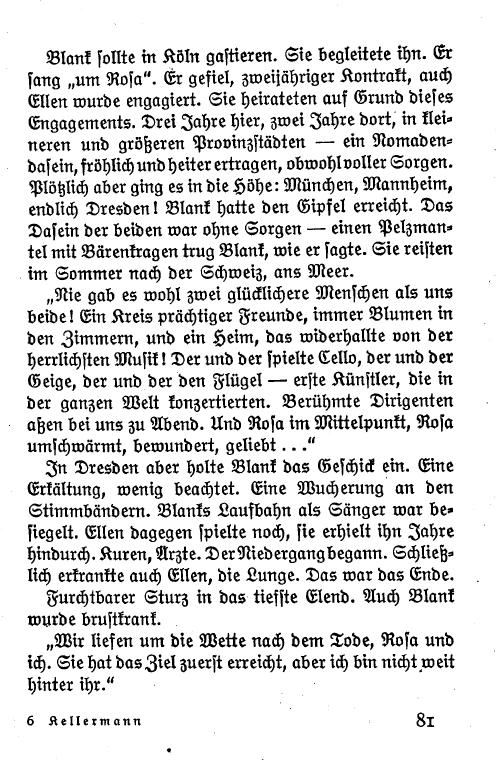 Blank sollte in Köln gastieren. Sie begleitete ihn. Er
sang „um Rosa“. Er gefiel, zweijähriger Kontrakt, auch
Ellen wurde engagiert. Sie heirateten auf Grund dieses
Engagements. Drei Jahre hier, zwei Jahre dort, in klei-
neren und größeren Provinzstädten — ein Nomaden-
dasein, fröhlich und heiter ertragen, obwohl voller Sorgen.
Plötzlich aber ging es in die Höhe: München, Mannheim,
endlich Dresden! Blank hatte den Gipfel erreicht. Das
Dasein der beiden war ohne Sorgen — einen Pelzman-
tel mit Bärenkragen trug Blank, wie er sagte. Sie reisten
im Sommer nach der Schweiz, ans Meer.
„Nie gab es wohl zwei glücklichere Menschen als uns
beide! Ein Kreis prächtiger Freunde, immer Blumen in
den Zimmern, und ein Heim, das widerhallte von der
herrlichsten Musik! Der und der spielte Cello, der und der
Geige, der und der den Flügel — erste Künstler, die in
der ganzen Welt konzertierten. Berühmte Dirigenten
aßen bei uns zu Abend. Und Rosa im Mittelpunkt, Rosa
umschwärmt, bewundert, geliebt ...“
In Dresden aber holte Blank das Geschick ein. Eine
Erkältung, wenig beachtet. Eine Wucherung an den
Stimmbändern. Blanks Laufbahn als Sänger war be-
siegelt. Ellen dagegen spielte noch, sie erhielt ihn Jahre
hindurch. Kuren, Ärzte. Der Niedergang begann. Schließ-
lich erkrankte auch Ellen, die Lunge. Das war das Ende.
Furchtbarer Sturz in das tiefste Elend. Auch Blank
wurde brustkrank.
„Wir liefen um die Wette nach dem Tode, Rosa und
ich. Sie hat das Ziel zuerst erreicht, aber ich bin nicht weit
hinter ihr.“
6 Kellermann 81